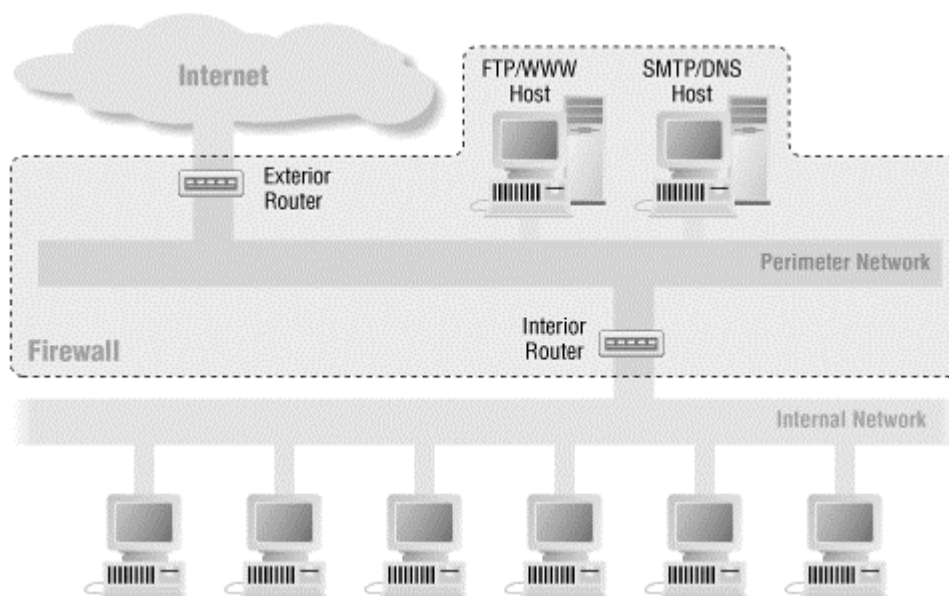 Internet
FTP/WWW
Host
SMTP/DNS
Host
Exterior
Router
Perimeter Network
Interior
Router
Firewall
Internal Network